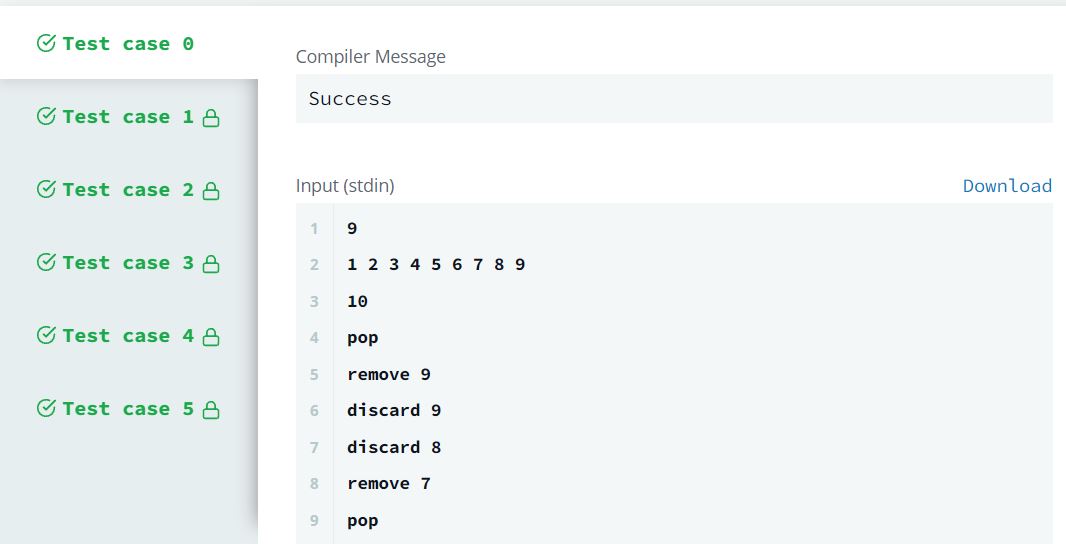 Test case 0
Test case 1
Test case 2
Test case 3
Test case 4
Test case 5
Compiler Message
Success
Input (stdin)
Download
1 9
2 1 2 3 4 5 6 7 8 9
3 10
4 pop
5 remove 9
6 discard 9
7 discard 8
8 remove 7
9 pop